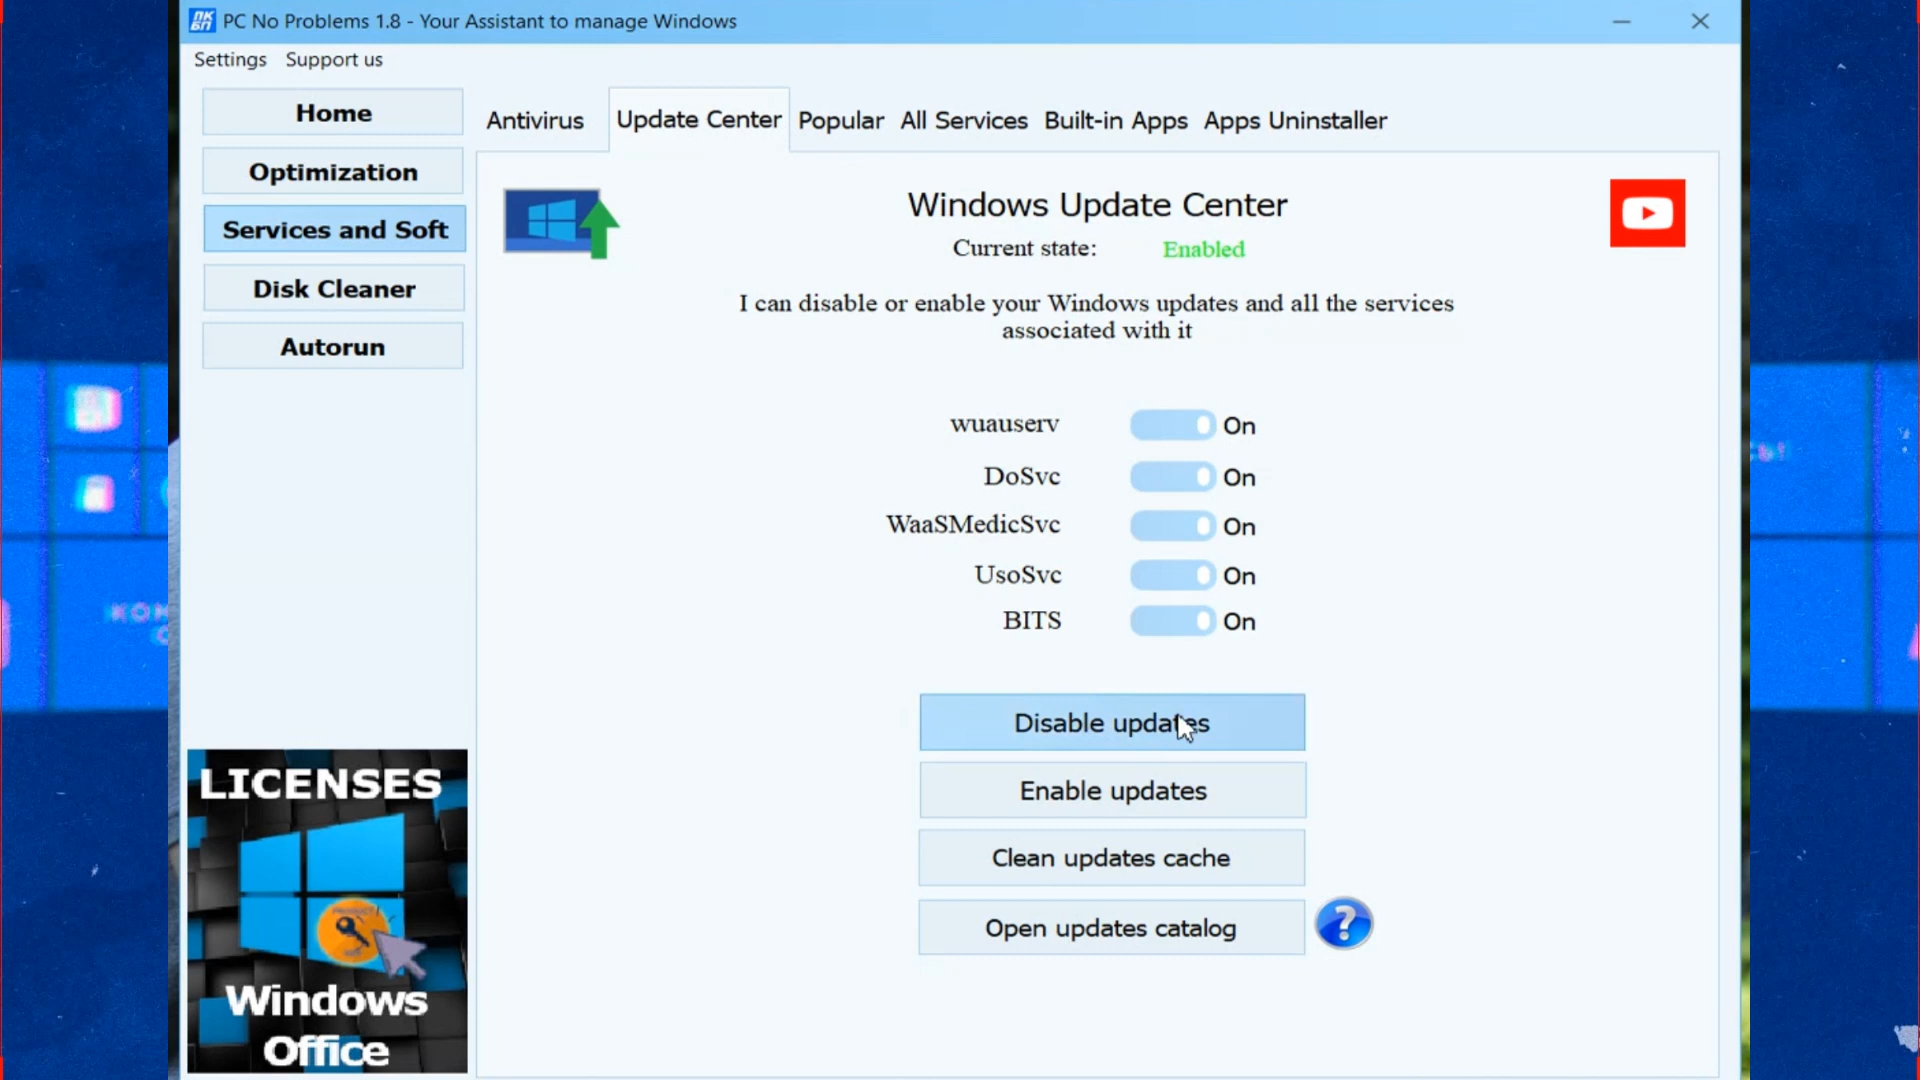 ПК
БП
PC No Problems 1.8 - Your Assistant to manage Windows
Settings Support us
Home
Optimization
Services and Soft
Disk Cleaner
Autorun
Antivirus Update Center Popular All Services Built-in Apps Apps Uninstaller
Windows Update Center
Current state: Enabled
I can disable or enable your Windows updates and all the services
associated with it
wuauserv On
DoSvc On
WaaSMedicSvc On
UsoSvc On
BITS On
Disable updates
Enable updates
Clean updates cache
Open updates catalog
?
LICENSES
PRODUCT
Windows
Office